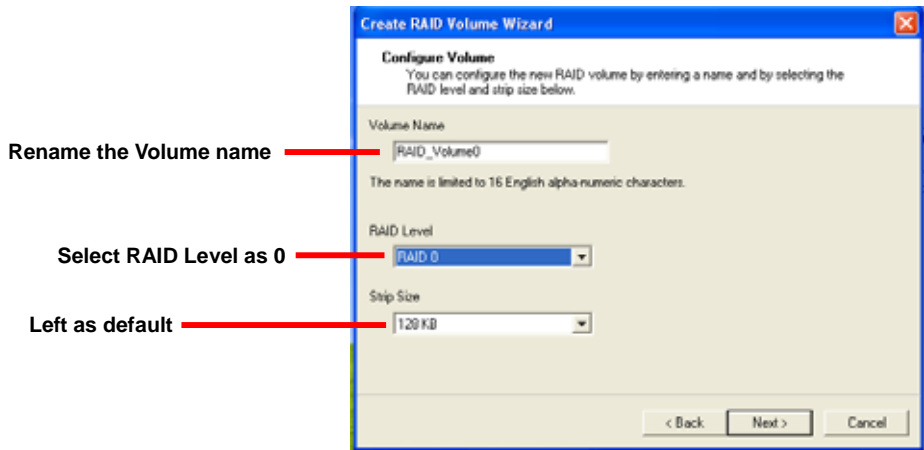 Create RAID Volume Wizard
Configure Volume
You can configure the new RAID volume by entering a name and by selecting the
RAID level and strip size below.
Volume Name
Rename the Volume name
RAID_Volume0
The name is limited to 16 English alpha-numeric characters.
RAID Level
Select RAID Level as 0
RAID 0
Strip Size
Left as default
128 KB
< Back
Next >
Cancel